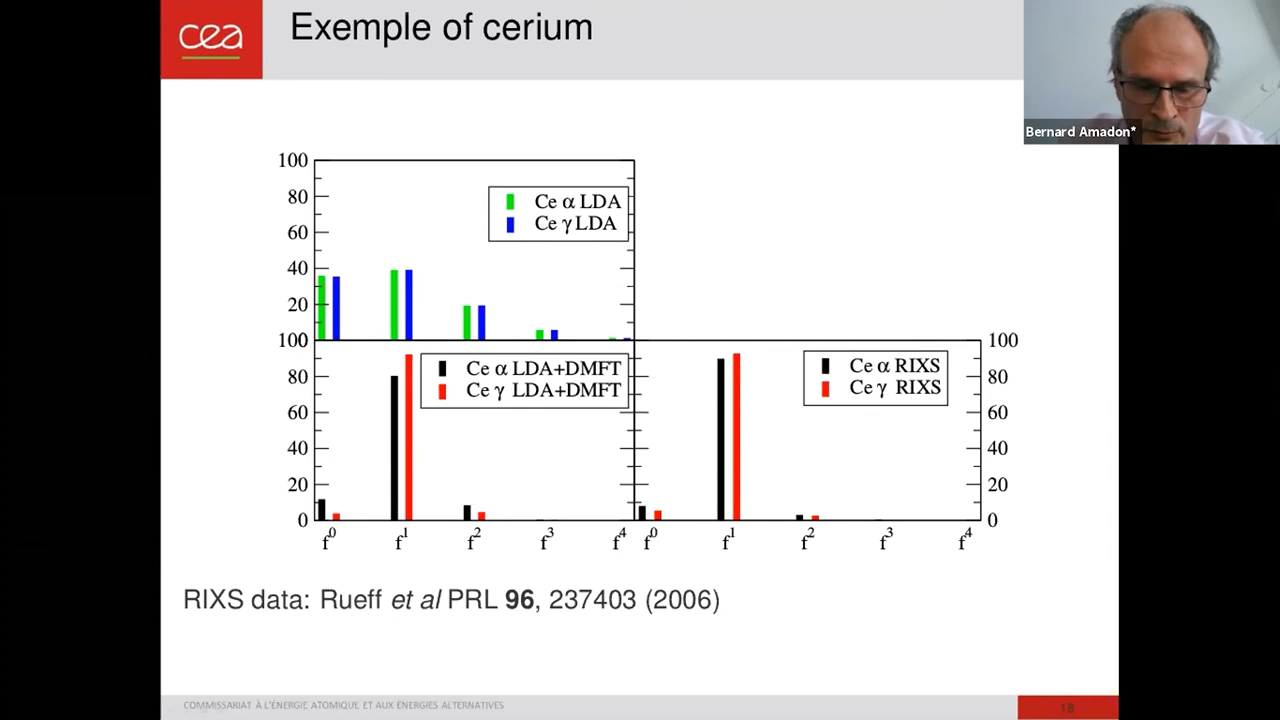 cea
Exemple of cerium
Bernard Amadon*
100
80
60
40
20
Ce α LDA
Ce γ LDA
100
80
60
40
20
0
Ce α LDA+DMFT
Ce γ LDA+DMFT
Ce α RIXS
Ce γ RIXS
100
80
60
40
20
0
f⁰ f¹ f² f³ f⁴ f⁰ f¹ f² f³ f⁴
RIXS data: Rueff et al PRL 96, 237403 (2006)
COMMISSARIAT À L'ÉNERGIE ATOMIQUE ET AUX ÉNERGIES ALTERNATIVES
18